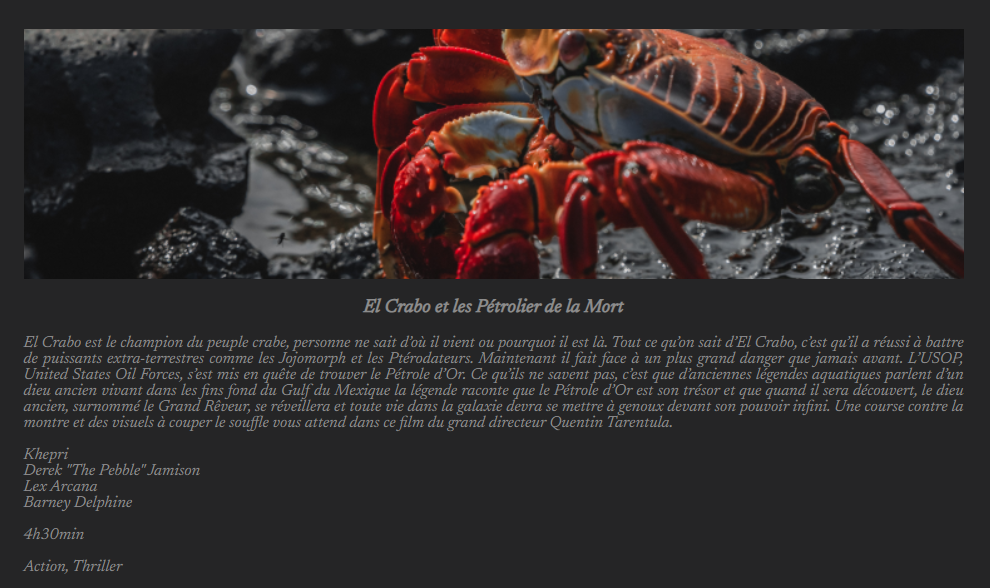 El Crabo et les Pétrolier de la Mort
El Crabo est le champion du peuple crabe, personne ne sait d'où il vient ou pourquoi il est là. Tout ce qu'on sait d'El Crabo, c'est qu'il a réussi à battre
de puissants extra-terrestres comme les Jojomorph et les Ptérodateurs. Maintenant il fait face à un plus grand danger que jamais avant. L'USOP,
United States Oil Forces, s'est mis en quête de trouver le Pétrole d'Or. Ce qu'ils ne savent pas, c'est que d'anciennes légendes aquatiques parlent d'un
dieu ancien vivant dans les fins fond du Gulf du Mexique la légende raconte que le Pétrole d'Or est son trésor et que quand il sera découvert, le dieu
ancien, surnommé le Grand Rêveur, se réveillera et toute vie dans la galaxie devra se mettre à genoux devant son pouvoir infini. Une course contre la
montre et des visuels à couper le souffle vous attend dans ce film du grand directeur Quentin Tarentula.
Khepri
Derek "The Pebble" Jamison
Lex Arcana
Barney Delphine
4h30min
Action, Thriller